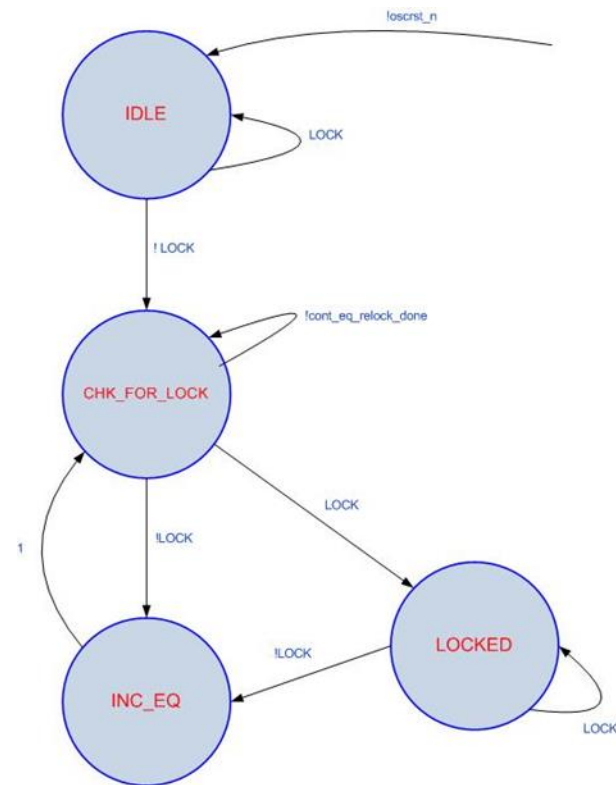 !oscrst_n
IDLE
LOCK
! LOCK
!cont_eq_relock_done
CHK_FOR_LOCK
LOCK
!LOCK
1
LOCKED
!LOCK
INC_EQ
LOCK